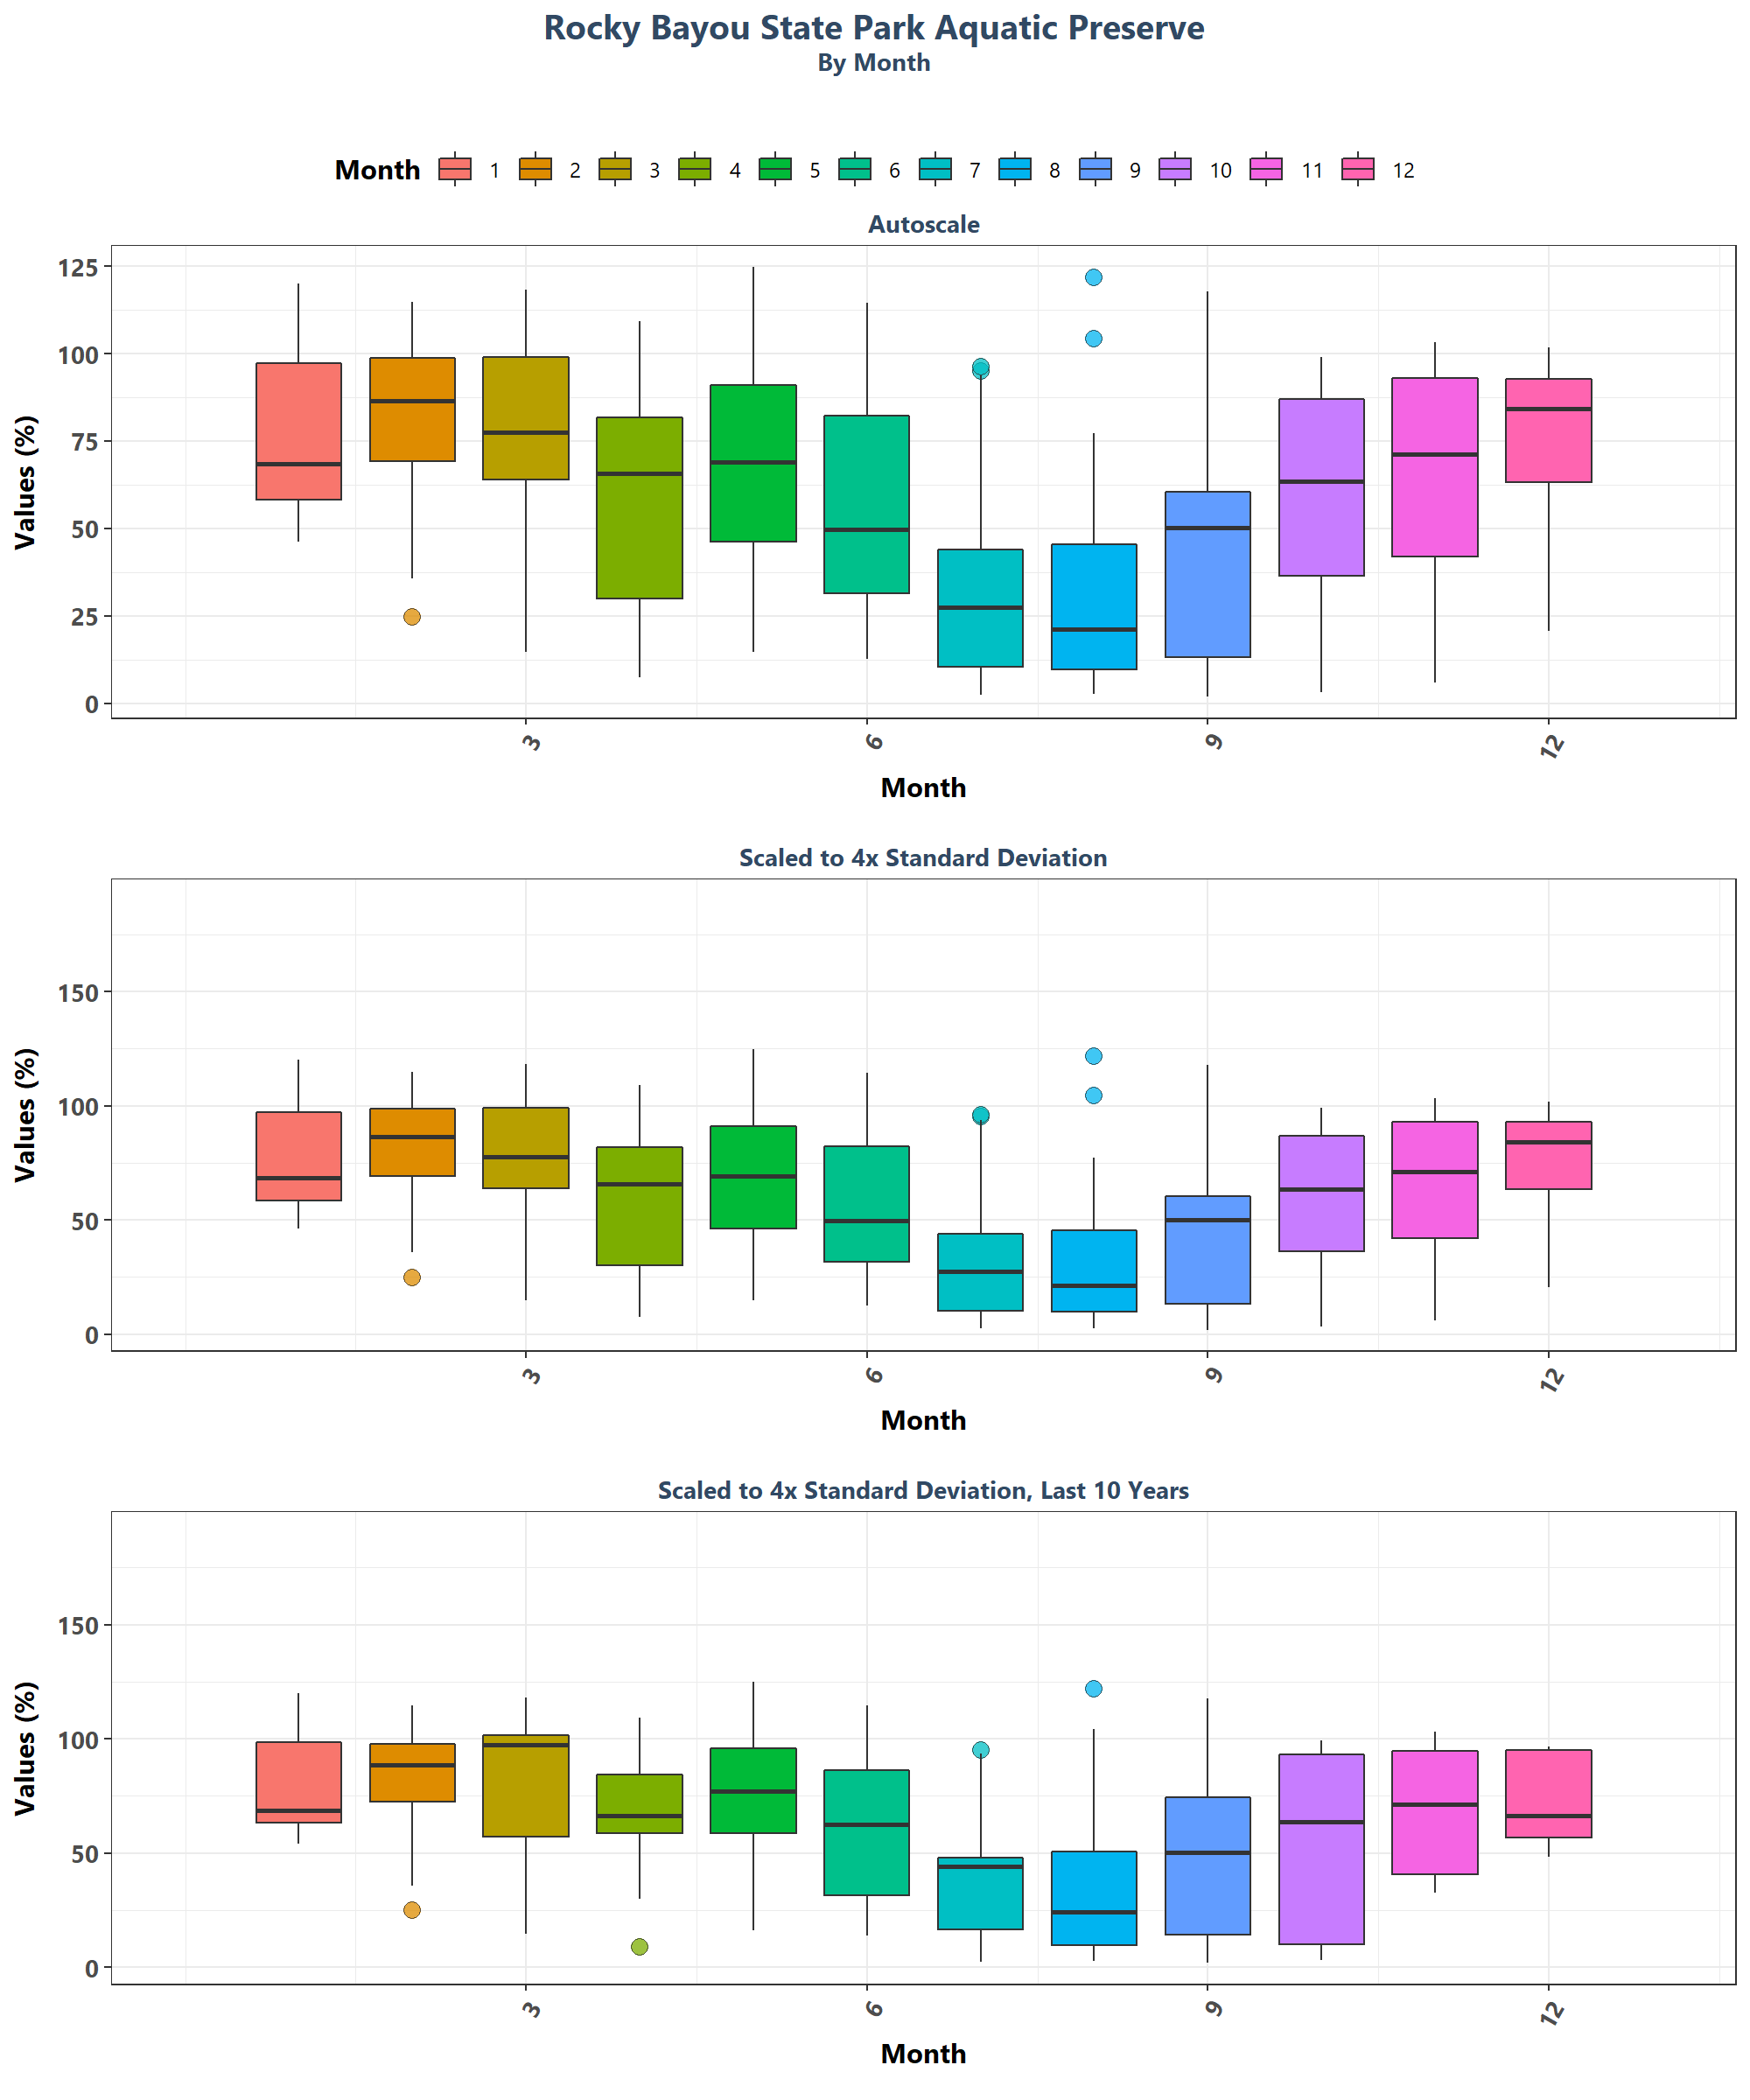 Rocky Bayou State Park Aquatic Preserve
By Month
Month 1 2 3 4 5 6 7 8 9 10 11 12
Autoscale
Values (%)
125
100
75
50
25
0
3 6 9 12
Month
Scaled to 4x Standard Deviation
Values (%)
150
100
50
0
3 6 9 12
Month
Scaled to 4x Standard Deviation, Last 10 Years
Values (%)
150
100
50
0
3 6 9 12
Month